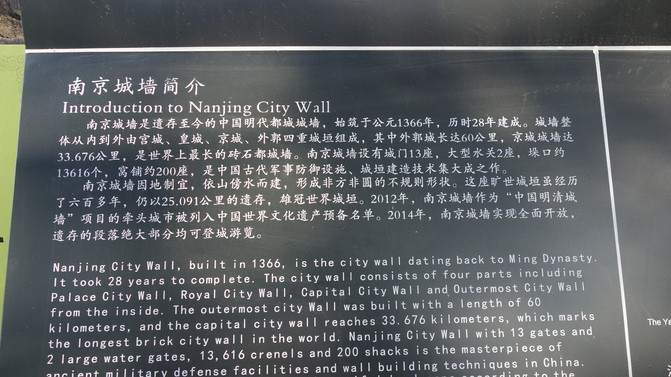 南京城墙简介
Introduction to Nanjing City Wall
南京城墙是遗存至今的中国明代都城城墙，始筑于公元1366年，历时28年建成。城墙整
体从内到外由宫城、皇城、京城、外郭四重城垣组成，其中外郭城长达60公里，京城城墙达
33.676公里，是世界上最长的砖石都城墙。南京城墙设有城门13座，大型水关2座，垛口约
13616个，窝铺约200座，是中国古代军事防御设施、城垣建造技术集大成之作。
南京城墙因地制宜，依山傍水而建，形成非方非圆的不规则形状。这座旷世城垣虽经历
了六百多年，仍以25.091公里的遗存，雄冠世界城垣。2012年，南京城墙作为“中国明清城
墙”项目的牵头城市被列入中国世界文化遗产预备名单。2014年，南京城墙实现全面开放，
遗存的段落绝大部分均可登城游览。
Nanjing City Wall, built in 1366, is the city wall dating back to Ming Dynasty.
It took 28 years to complete. The city wall consists of four parts including
Palace City Wall, Royal City Wall, Capital City Wall and Outermost City Wall
from the inside. The outermost city Wall was built with a length of 60
kilometers, and the capital city wall reaches 33.676 kilometers, which marks
the longest brick city wall in the world. Nanjing City Wall with 13 gates and
2 large water gates, 13,616 crenels and 200 shacks is the masterpiece of
ancient military defense facilities and wall building techniques in China.
according to the
The Ye